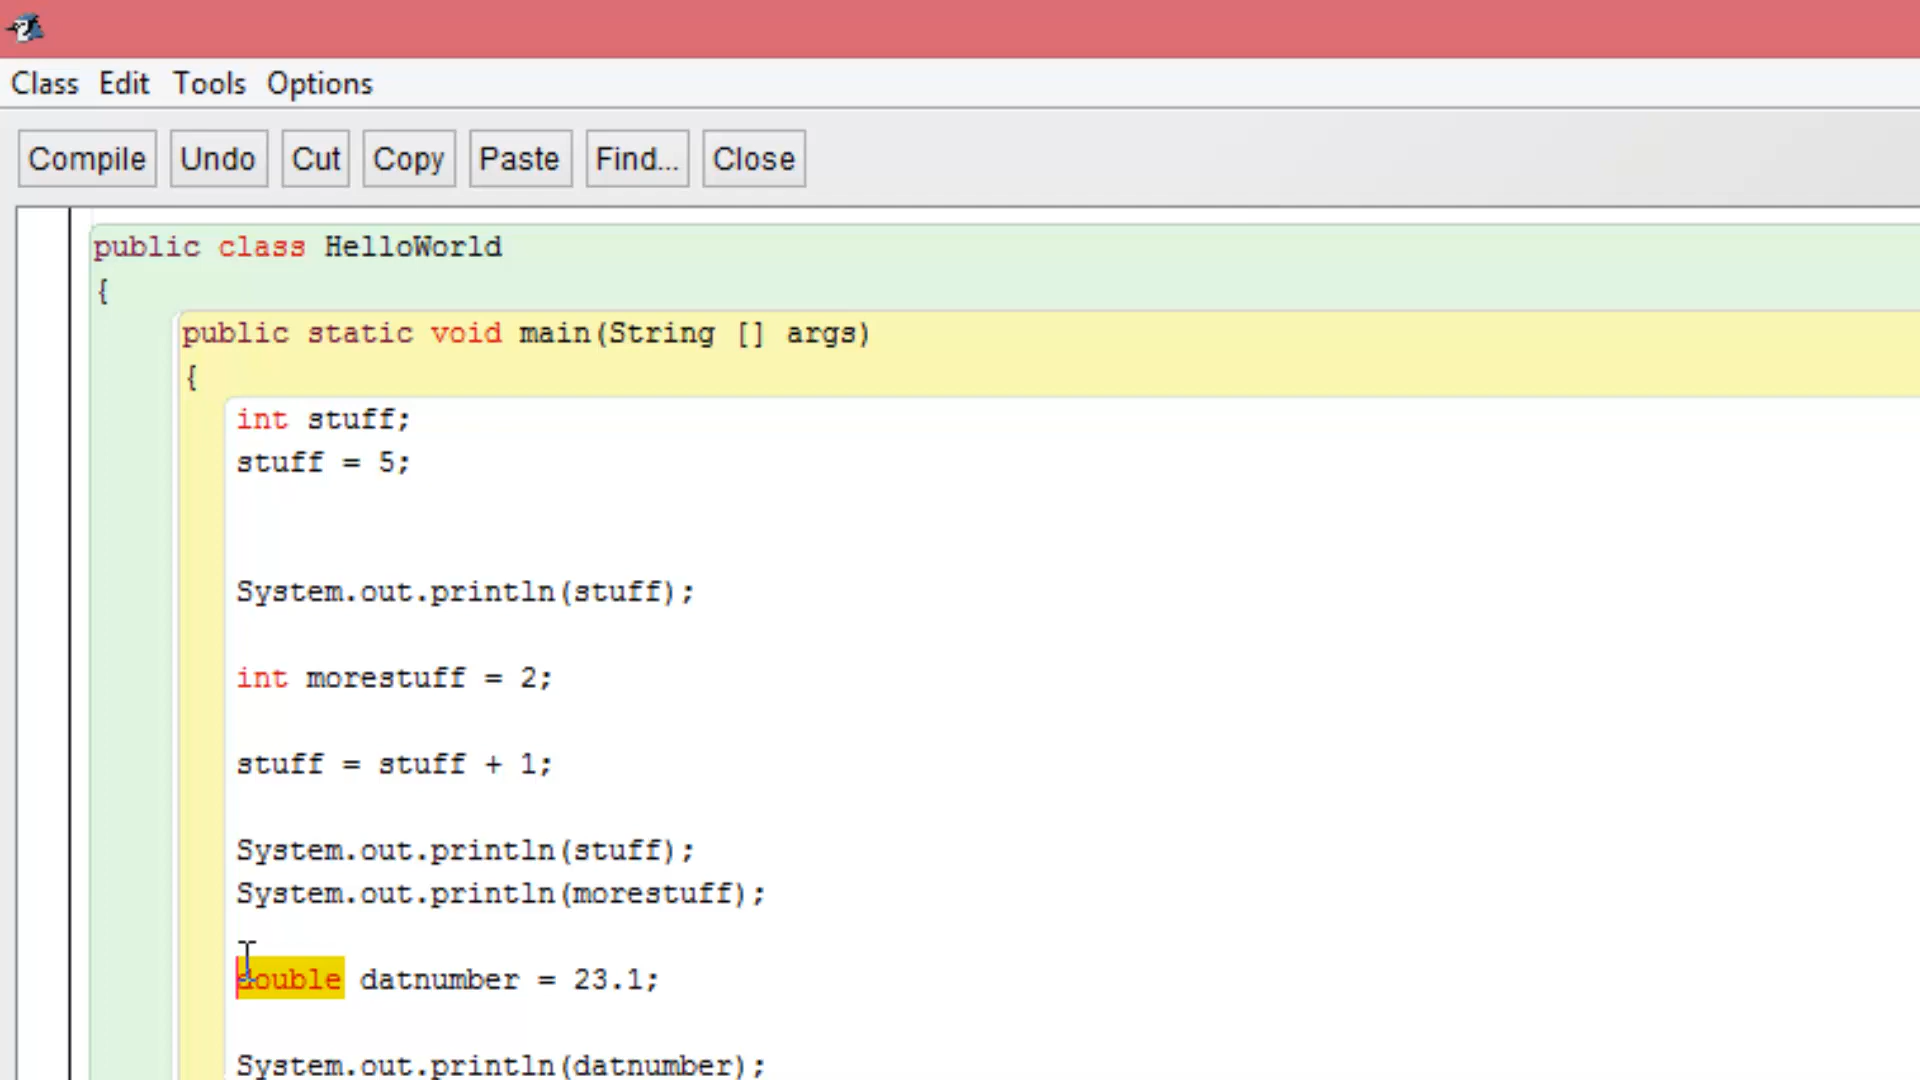 Class Edit Tools Options
Compile Undo Cut Copy Paste Find... Close
public class HelloWorld
{
public static void main(String [] args)
{
int stuff;
stuff = 5;
System.out.println(stuff);
int morestuff = 2;
stuff = stuff + 1;
System.out.println(stuff);
System.out.println(morestuff);
double datnumber = 23.1;
System.out.println(datnumber);